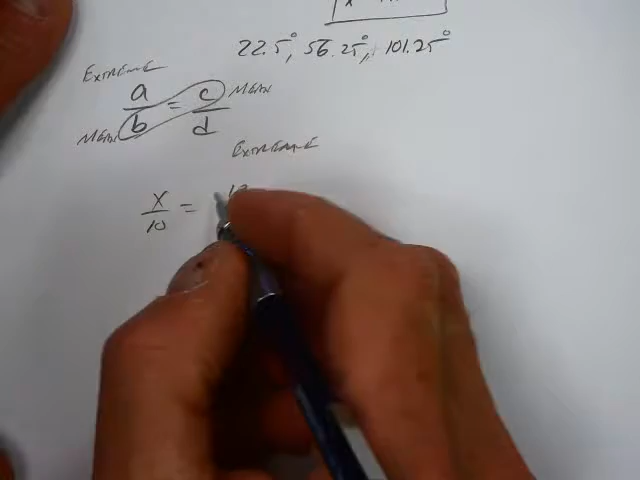 22.5°, 56.25°, 101.25°
EXTREME
a/b = c/d
MEAN
MEAN
EXTREME
x/10 =